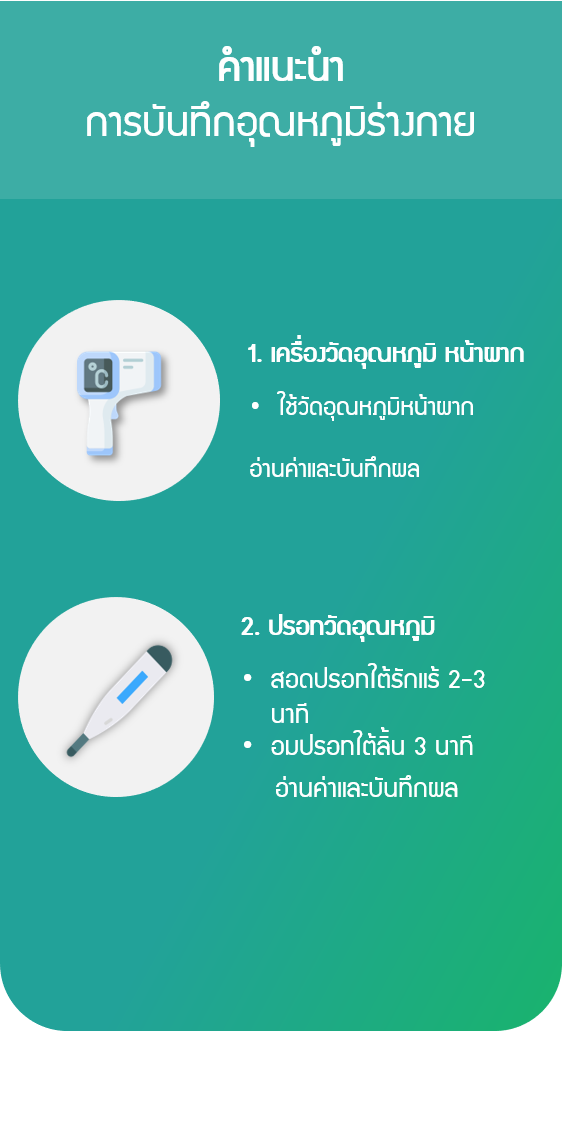 คำแนะนำ
การบันทึกอุณหภูมิร่างกาย
°C
1. เครื่องวัดอุณหภูมิ หน้าผาก
• ใช้วัดอุณหภูมิหน้าผาก
อ่านค่าและบันทึกผล
2. ปรอทวัดอุณหภูมิ
• สอดปรอทใต้รักแร้ 2-3
นาที
• อมปรอทใต้ลิ้น 3 นาที
อ่านค่าและบันทึกผล